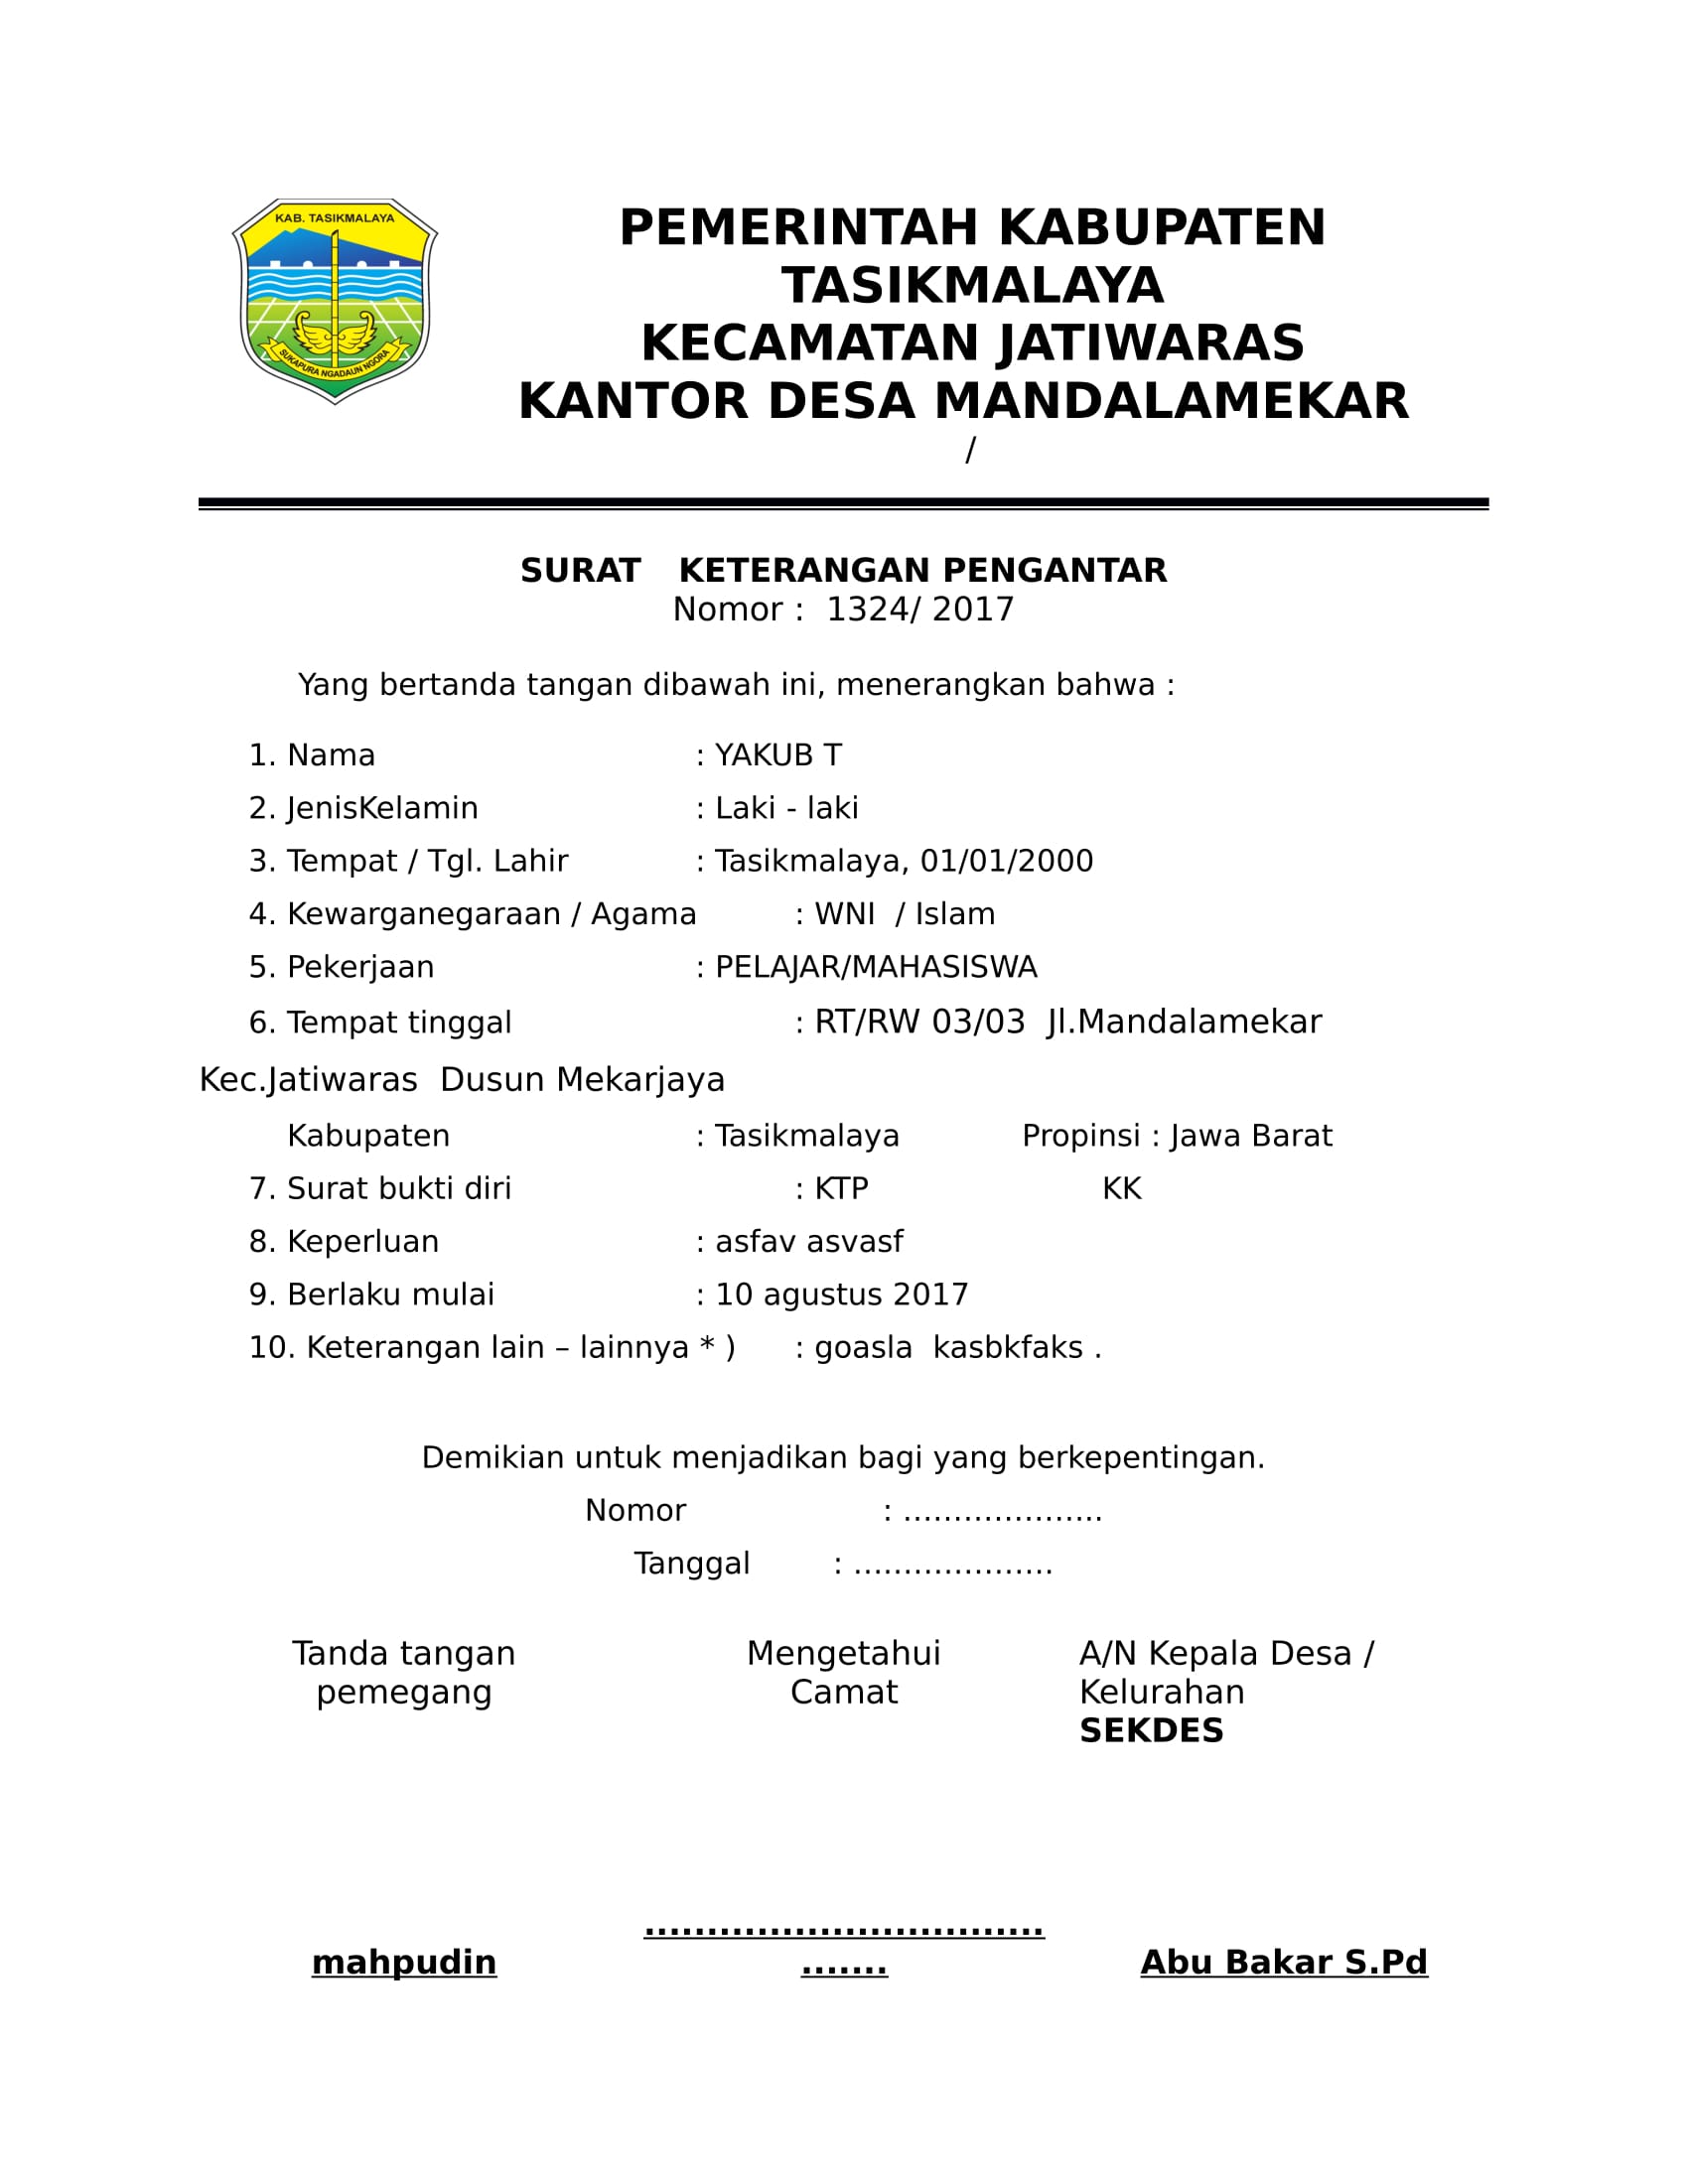 KAB. TASIKMALAYA
SUKAPURA NGADAUN NGORA
PEMERINTAH KABUPATEN
TASIKMALAYA
KECAMATAN JATIWARAS
KANTOR DESA MANDALAMEKAR
/
SURAT KETERANGAN PENGANTAR
Nomor : 1324/ 2017
Yang bertanda tangan dibawah ini, menerangkan bahwa :
1. Nama : YAKUB T
2. JenisKelamin : Laki - laki
3. Tempat / Tgl. Lahir : Tasikmalaya, 01/01/2000
4. Kewarganegaraan / Agama : WNI / Islam
5. Pekerjaan : PELAJAR/MAHASISWA
6. Tempat tinggal : RT/RW 03/03 Jl.Mandalamekar
Kec.Jatiwaras Dusun Mekarjaya
Kabupaten : Tasikmalaya Propinsi : Jawa Barat
7. Surat bukti diri : KTP KK
8. Keperluan : asfav asvasf
9. Berlaku mulai : 10 agustus 2017
10. Keterangan lain – lainnya * ) : goasla kasbkfaks .
Demikian untuk menjadikan bagi yang berkepentingan.
Nomor : ....................
Tanggal : ....................
Tanda tangan Mengetahui A/N Kepala Desa /
pemegang Camat Kelurahan
SEKDES
................................
mahpudin ....... Abu Bakar S.Pd